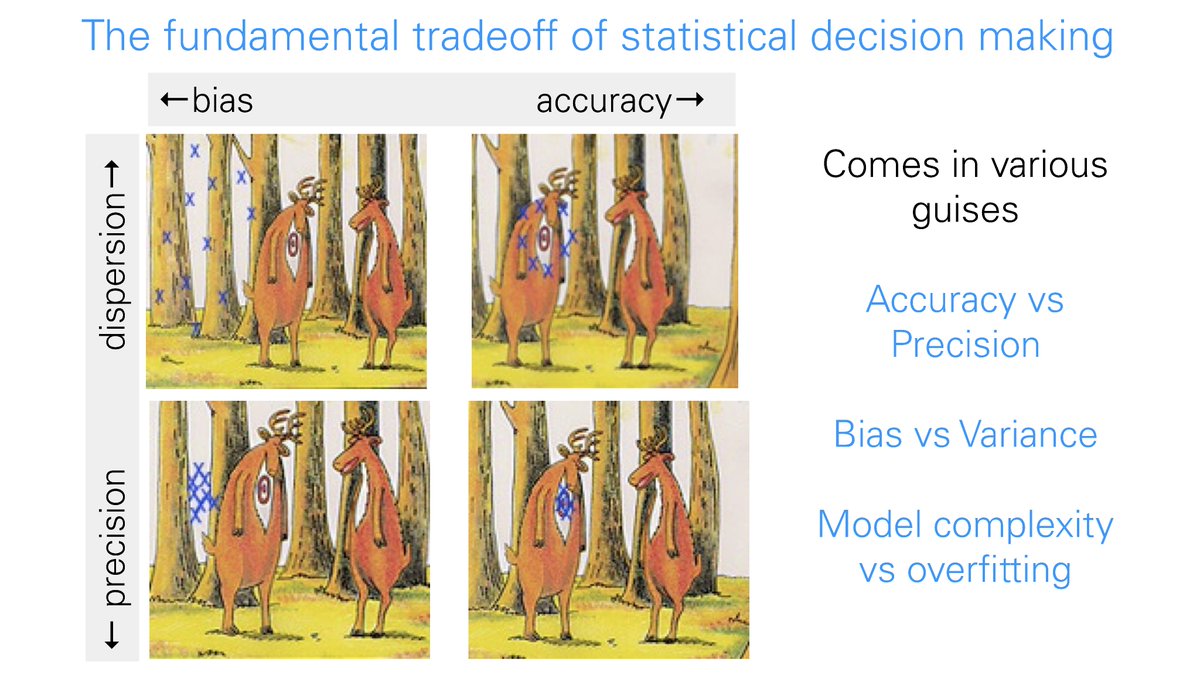 The fundamental tradeoff of statistical decision making
←bias
accuracy→
dispersion→
← precision
Comes in various
guises
Accuracy vs
Precision
Bias vs Variance
Model complexity
vs overfitting